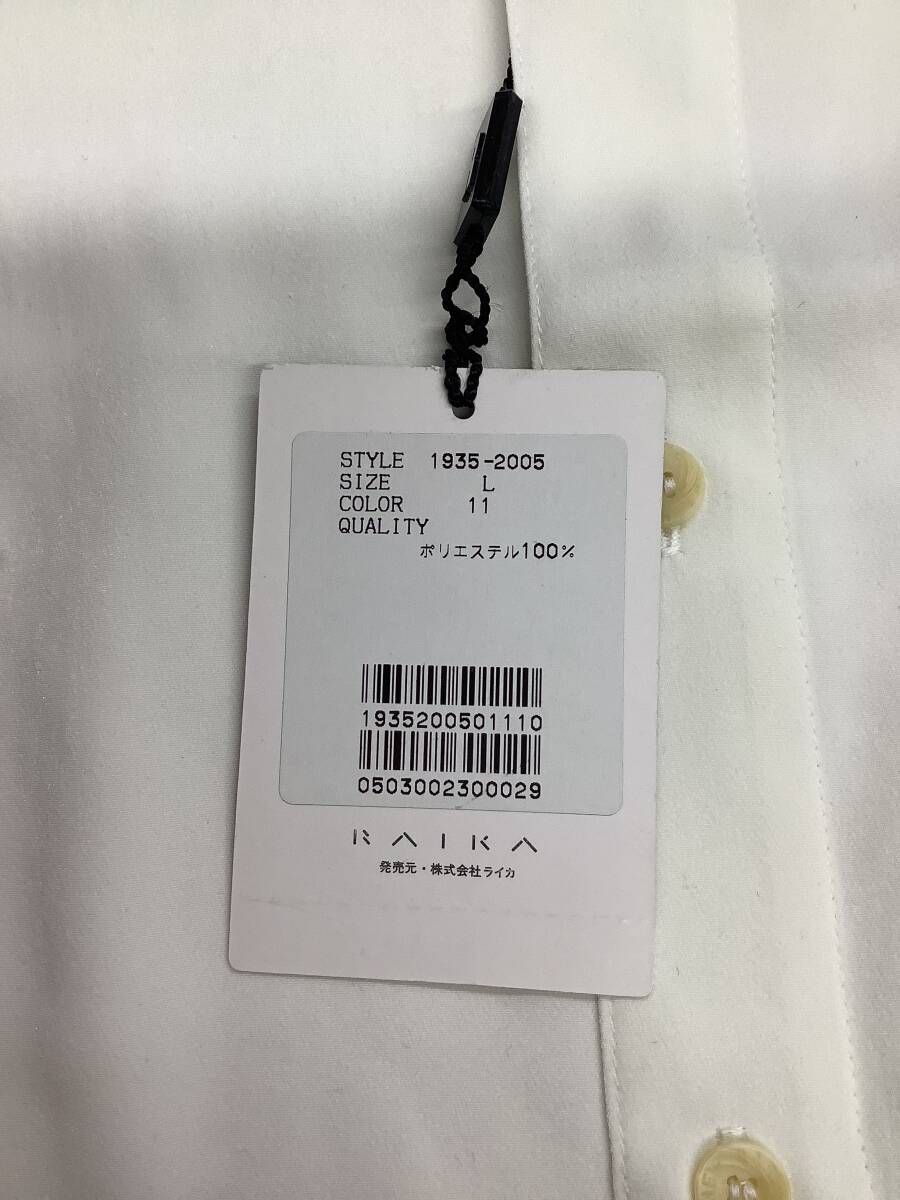 STYLE 1935-2005
SIZE L
COLOR 11
QUALITY
ポリエステル100%
1935200501110
0503002300029
RAIKA
発売元・株式会社ライカ